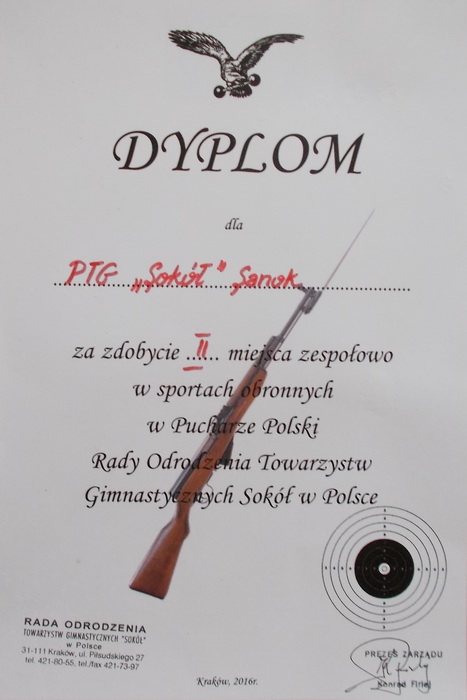 DYPLOM
dla
PTG „Sokół" Sanok
za zdobycie ..II.. miejsca zespołowo
w sportach obronnych
w Pucharze Polski
Rady Odrodzenia Towarzystw
Gimnastycznych Sokół w Polsce
RADA ODRODZENIA
TOWARZYSTW GIMNASTYCZNYCH "SOKÓŁ"
w Polsce
31-111 Kraków, ul. Piłsudskiego 27
tel. 421-80-55, tel./fax 421-73-97
PREZES ZARZĄDU
Konrad Firlej
Kraków, 2016r.